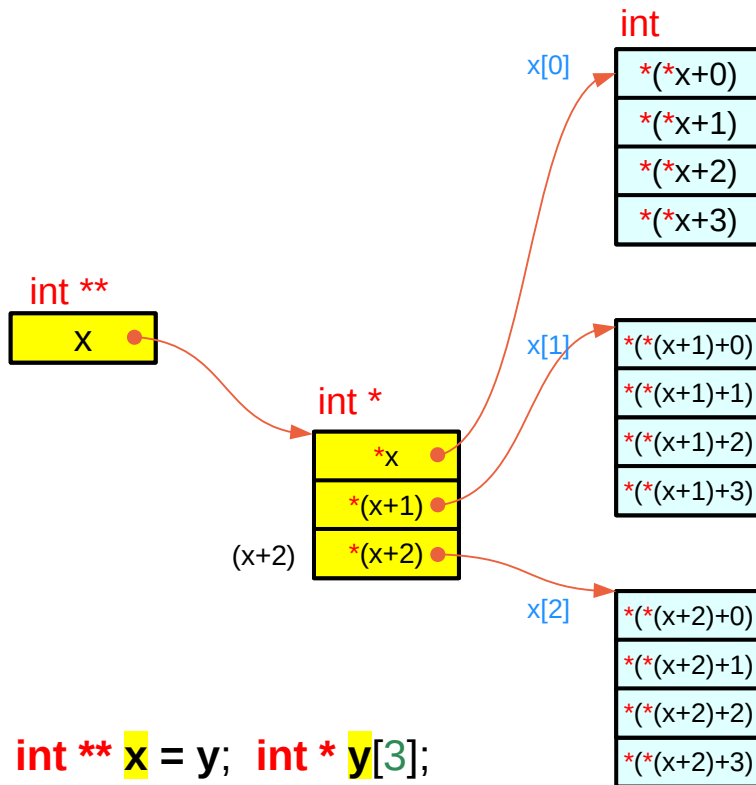 int
x[0]
*(*x+0)
*(*x+1)
*(*x+2)
*(*x+3)
int **
x
x[1]
*(*(x+1)+0)
*(*(x+1)+1)
*(*(x+1)+2)
*(*(x+1)+3)
int *
*x
*(x+1)
(x+2)
*(x+2)
x[2]
*(*(x+2)+0)
*(*(x+2)+1)
*(*(x+2)+2)
*(*(x+2)+3)
int ** x = y; int * y[3];